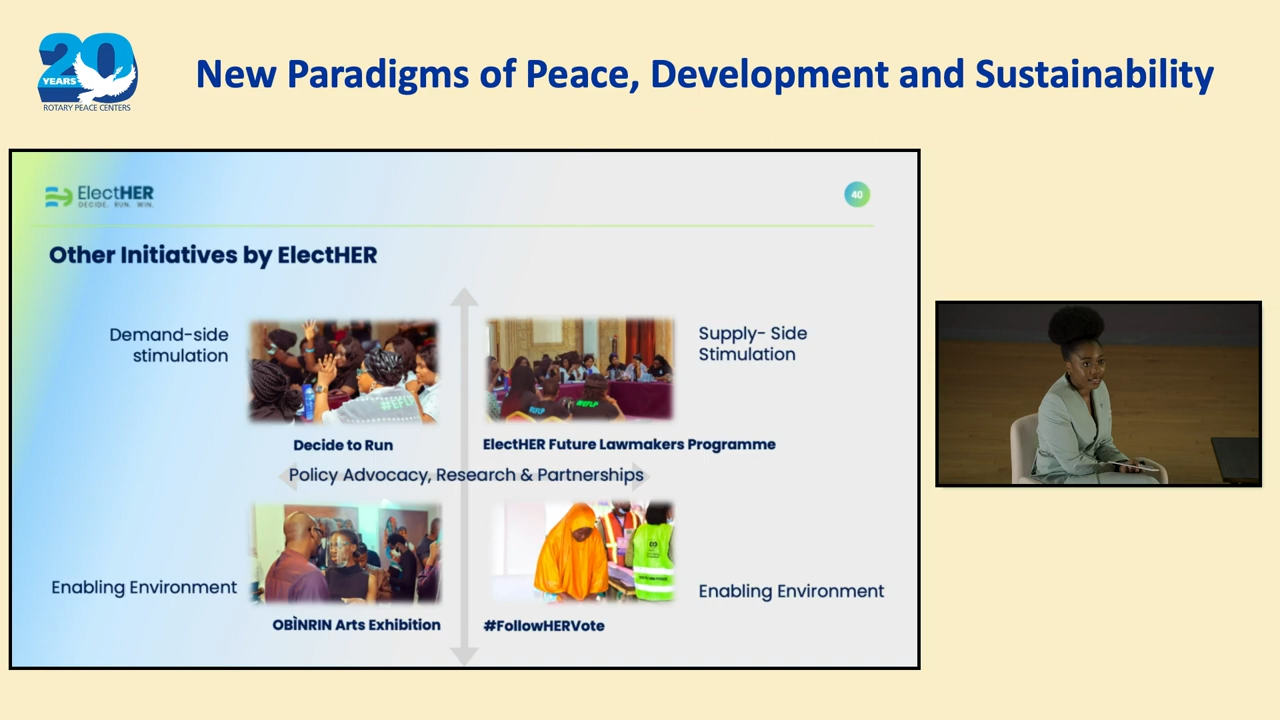 20
YEARS
ROTARY PEACE CENTERS
New Paradigms of Peace, Development and Sustainability
ElectHER
DECIDE. RUN. WIN.
40
Other Initiatives by ElectHER
Demand-side
stimulation
Supply- Side
Stimulation
#EFLP
#EFLP
Decide to Run
ElectHER Future Lawmakers Programme
Policy Advocacy, Research & Partnerships
Enabling Environment
Enabling Environment
OBÌNRIN Arts Exhibition
#FollowHERVote